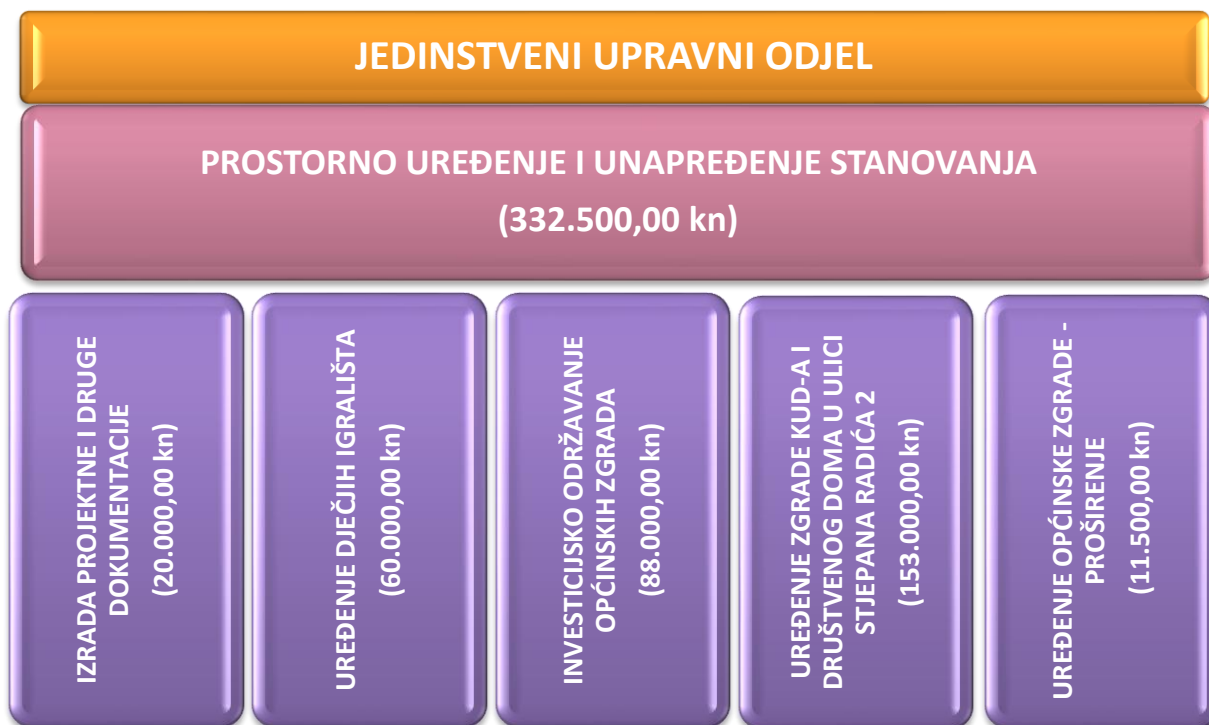 JEDINSTVENI UPRAVNI ODJEL
PROSTORNO UREĐENJE I UNAPREĐENJE STANOVANJA
(332.500,00 kn)
IZRADA PROJEKTNE I DRUGE
DOKUMENTACIJE
(20.000,00 kn)
UREĐENJE DJEČJIH IGRALIŠTA
(60.000,00 kn)
INVESTICIJSKO ODRŽAVANJE
OPĆINSKIH ZGRADA
(88.000,00 kn)
UREĐENJE ZGRADE KUD-A I
DRUŠTVENOG DOMA U ULICI
STJEPANA RADIĆA 2
(153.000,00 kn)
UREĐENJE OPĆINSKE ZGRADE -
PROŠIRENJE
(11.500,00 kn)